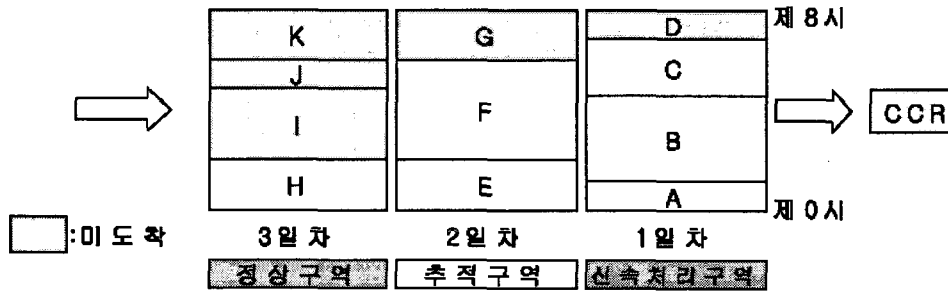 K G D 제 8시
J C
I F B CCR
H E A 제 0시
:미 도 착 3일 차 2일 차 1일 차
정상구역 추적구역 신속처리구역